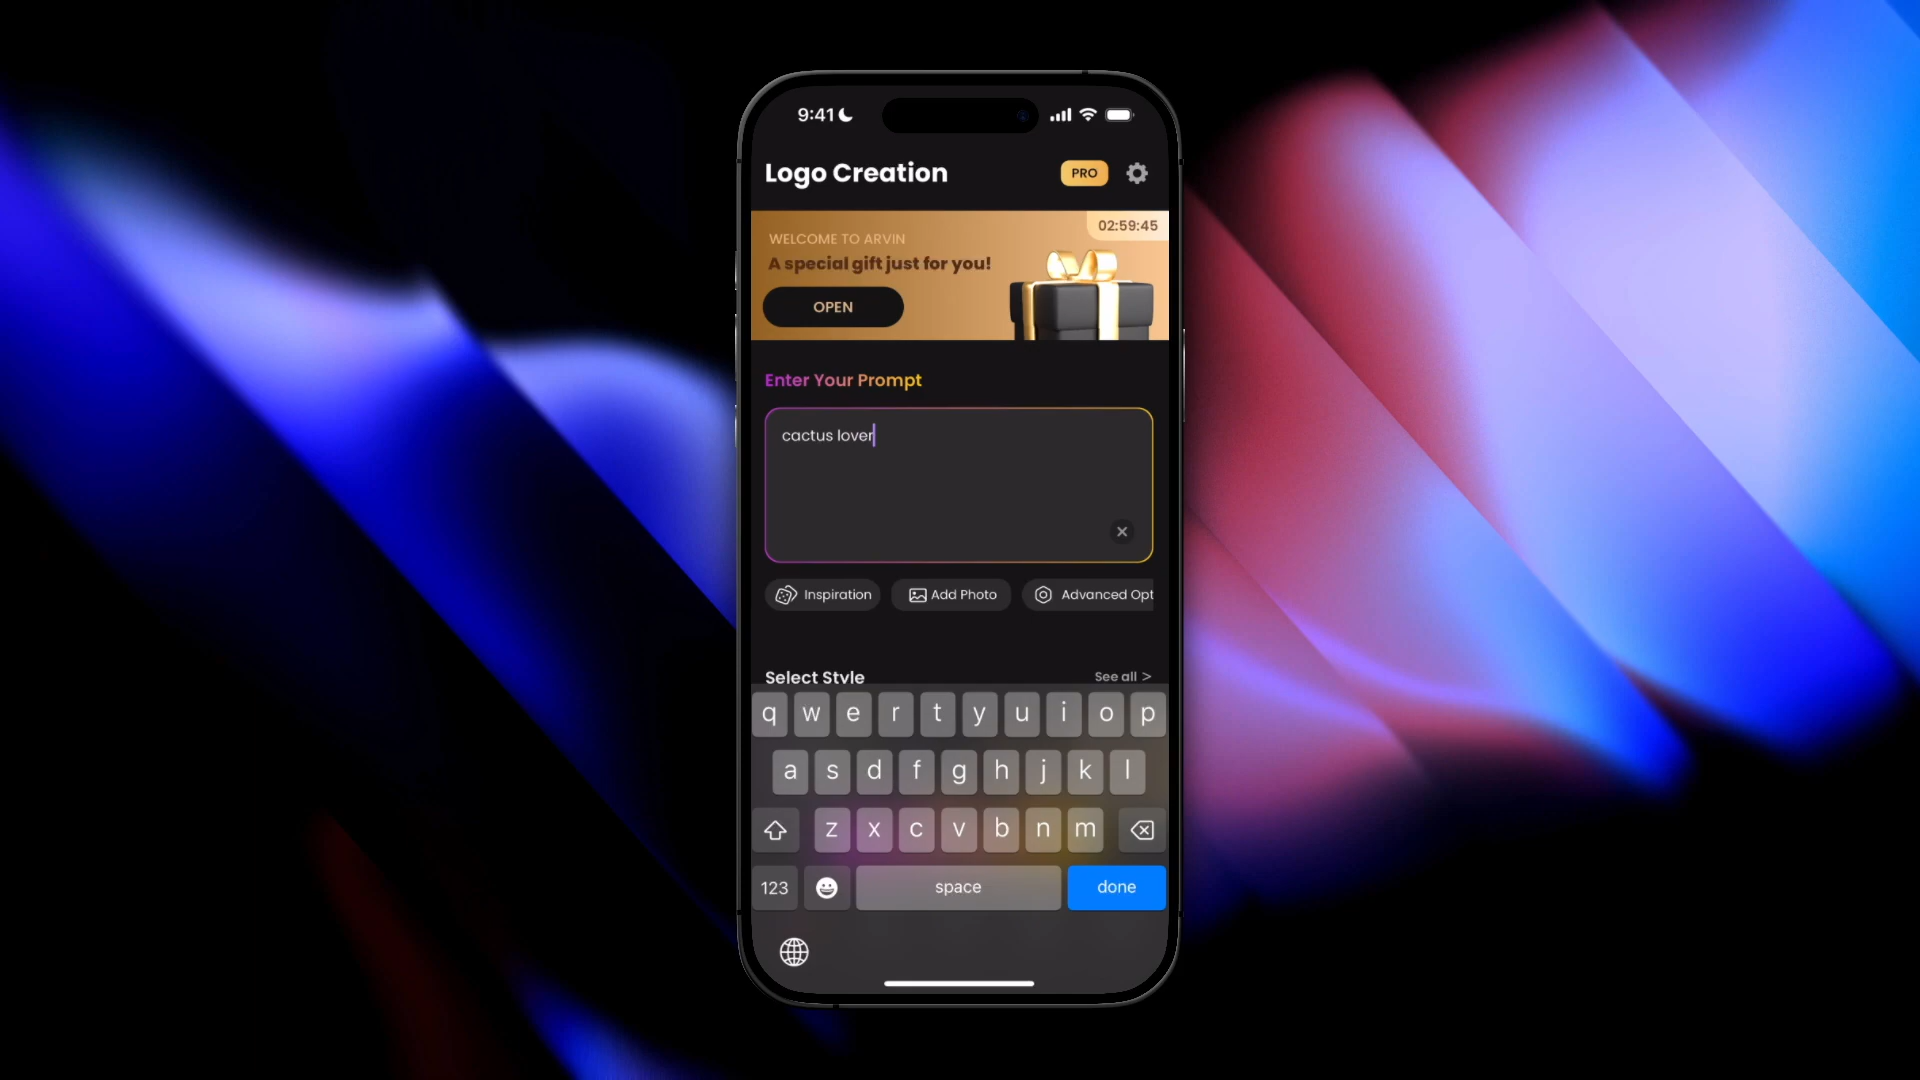 9:41
Logo Creation
PRO
02:59:45
WELCOME TO ARVIN
A special gift just for you!
OPEN
Enter Your Prompt
cactus lover
Inspiration
Add Photo
Advanced Opt
Select Style
See all >
q w e r t y u i o p
a s d f g h j k l
z x c v b n m
123
space
done